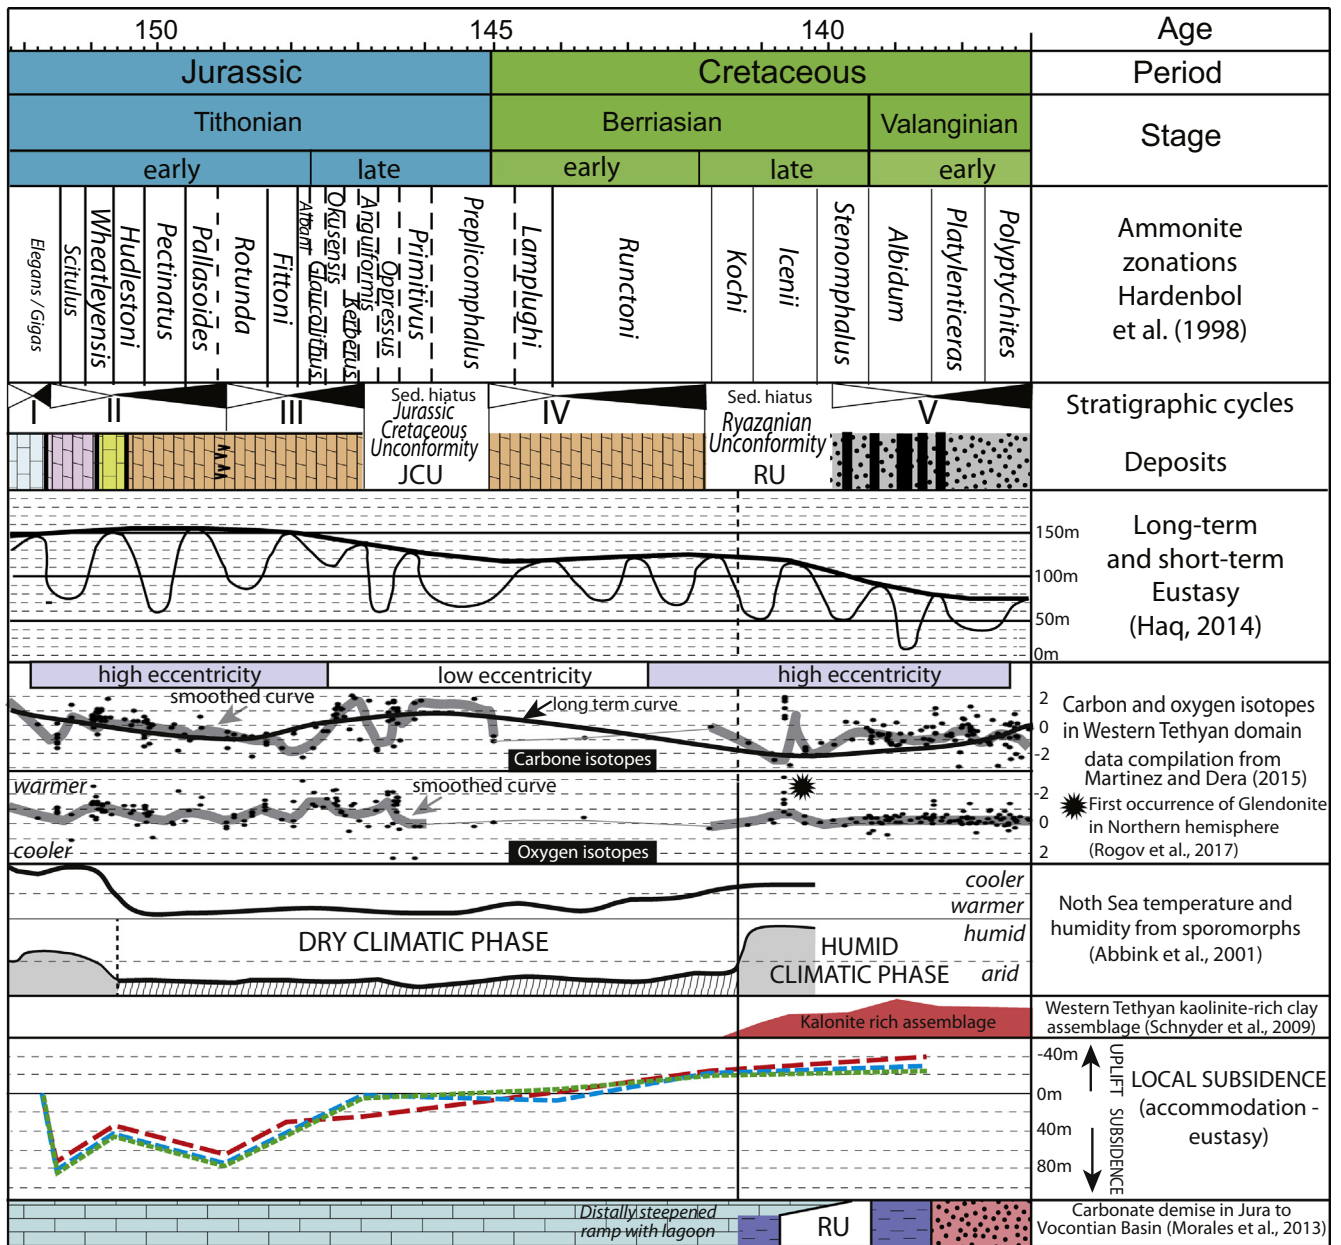 150 145 140 Age
Jurassic Cretaceous Period
Tithonian Berriasian Valanginian Stage
early late early late early
Elegans / Gigas
Scitulus
Wheatleyensis
Hudlestoni
Pectinatus
Pallasoides
Rotunda
Fittoni
Albani
Glaucolithus
Okusensis
Kerberus
Anguiformis
Oppressus
Primitivus
Preplicomphalus
Lamplughi
Runctoni
Kochi
Icenii
Stenomphalus
Albidum
Platylenticeras
Polyptychites
Ammonite
zonations
Hardenbol
et al. (1998)
I II III IV V
Sed. hiatus
Jurassic
Cretaceous
Unconformity
JCU
Sed. hiatus
Ryazanian
Unconformity
RU
Stratigraphic cycles
Deposits
150m
100m
50m
0m
Long-term
and short-term
Eustasy
(Haq, 2014)
high eccentricity low eccentricity high eccentricity
smoothed curve
long term curve
Carbone isotopes
2
0
-2
warmer
smoothed curve
cooler
Oxygen isotopes
-2
0
2
Carbon and oxygen isotopes
in Western Tethyan domain
data compilation from
Martinez and Dera (2015)
First occurrence of Glendonite
in Northern hemisphere
(Rogov et al., 2017)
cooler
warmer
DRY CLIMATIC PHASE
HUMID
CLIMATIC PHASE
humid
arid
Noth Sea temperature and
humidity from sporomorphs
(Abbink et al., 2001)
Kalonite rich assemblage
Western Tethyan kaolinite-rich clay
assemblage (Schnyder et al., 2009)
-40m
0m
40m
80m
UPLIFT
SUBSIDENCE
LOCAL SUBSIDENCE
(accommodation -
eustasy)
Distally steepened
ramp with lagoon
RU
Carbonate demise in Jura to
Vocontian Basin (Morales et al., 2013)